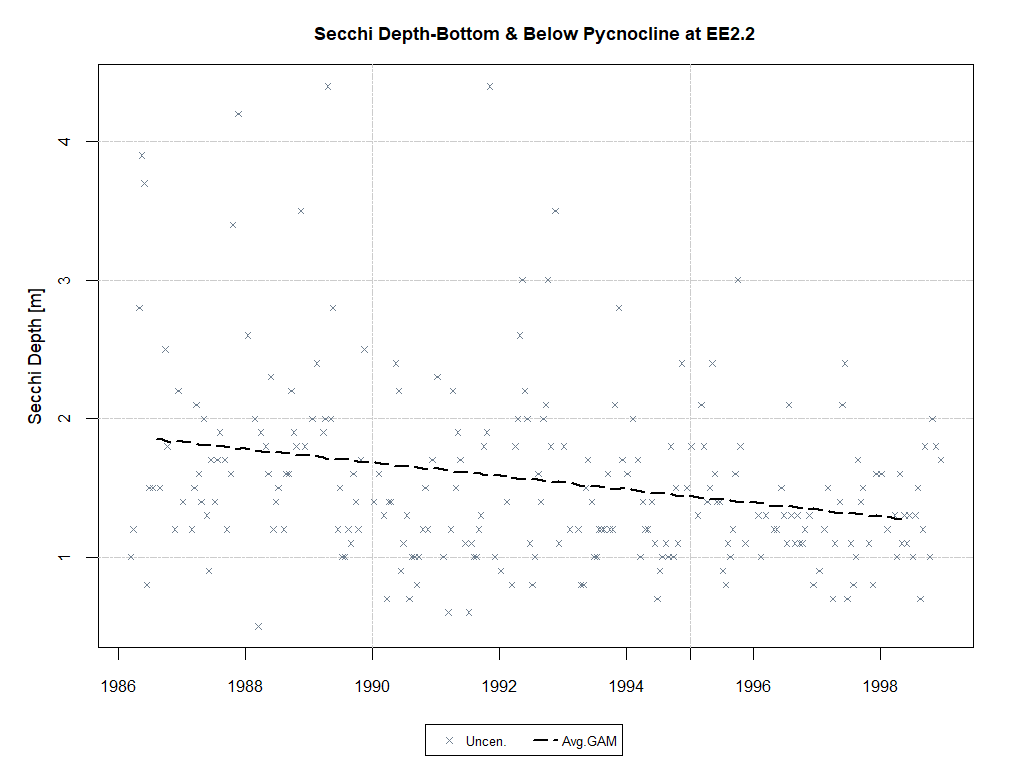 Secchi Depth-Bottom & Below Pycnocline at EE2.2
Secchi Depth [m]
4
3
2
1
1986 1988 1990 1992 1994 1996 1998
Uncen. Avg.GAM